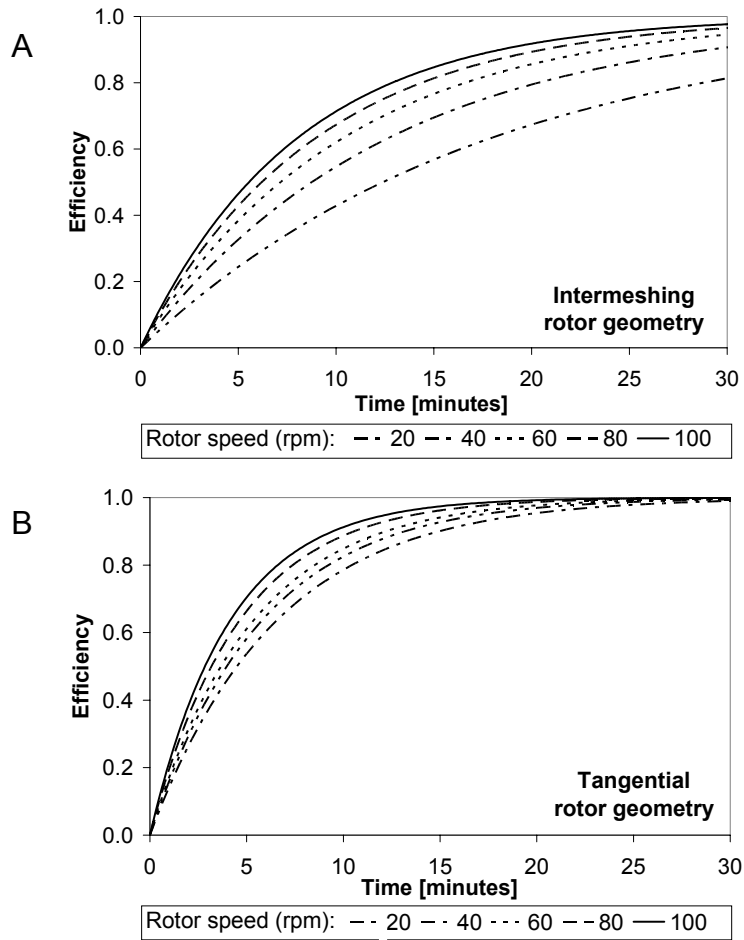 A
Efficiency
1.0
0.8
0.6
0.4
0.2
0.0
Intermeshing
rotor geometry
0 5 10 15 20 25 30
Time [minutes]
Rotor speed (rpm): 20 40 60 80 100
B
Efficiency
1.0
0.8
0.6
0.4
0.2
0.0
Tangential
rotor geometry
0 5 10 15 20 25 30
Time [minutes]
Rotor speed (rpm): 20 40 60 80 100